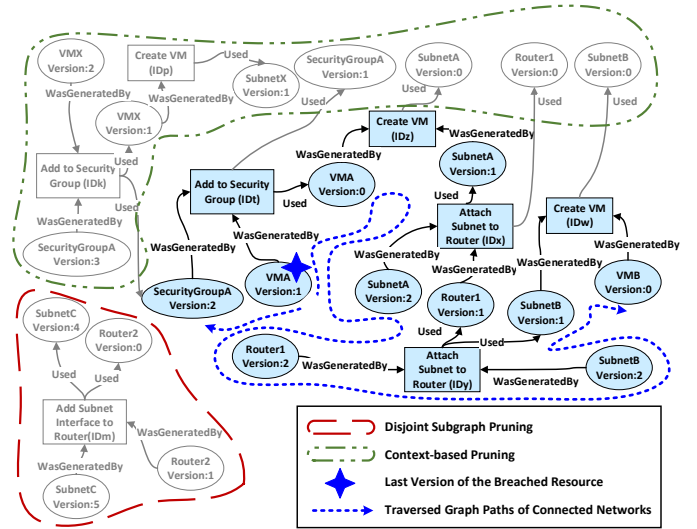 VMX
Version:2
Create VM
(IDp)
Used
SubnetX
Version:1
SecurityGroupA
Version:1
SubnetA
Version:0
Router1
Version:0
SubnetB
Version:0
WasGeneratedBy
WasGeneratedBy
VMX
Version:1
Used
Used
Used
Used
Used
Create VM
(IDz)
WasGeneratedBy
WasGeneratedBy
Add to Security
Group (IDk)
Used
WasGeneratedBy
SecurityGroupA
Version:3
Add to Security
Group (IDt)
Used
VMA
Version:0
SubnetA
Version:1
Used
Attach
Subnet to
Router (IDx)
Create VM
(IDw)
WasGeneratedBy
WasGeneratedBy
WasGeneratedBy
WasGeneratedBy
WasGeneratedBy
WasGeneratedBy
WasGeneratedBy
SecurityGroupA
Version:2
VMA
Version:1
SubnetA
Version:2
Router1
Version:1
SubnetB
Version:1
VMB
Version:0
SubnetC
Version:4
Router2
Version:0
Used
Used
Used
Used
Router1
Version:2
WasGeneratedBy
Attach
Subnet to
Router (IDy)
WasGeneratedBy
SubnetB
Version:2
Add Subnet
Interface to
Router(IDm)
WasGeneratedBy
WasGeneratedBy
Router2
Version:1
SubnetC
Version:5
Disjoint Subgraph Pruning
Context-based Pruning
Last Version of the Breached Resource
Traversed Graph Paths of Connected Networks